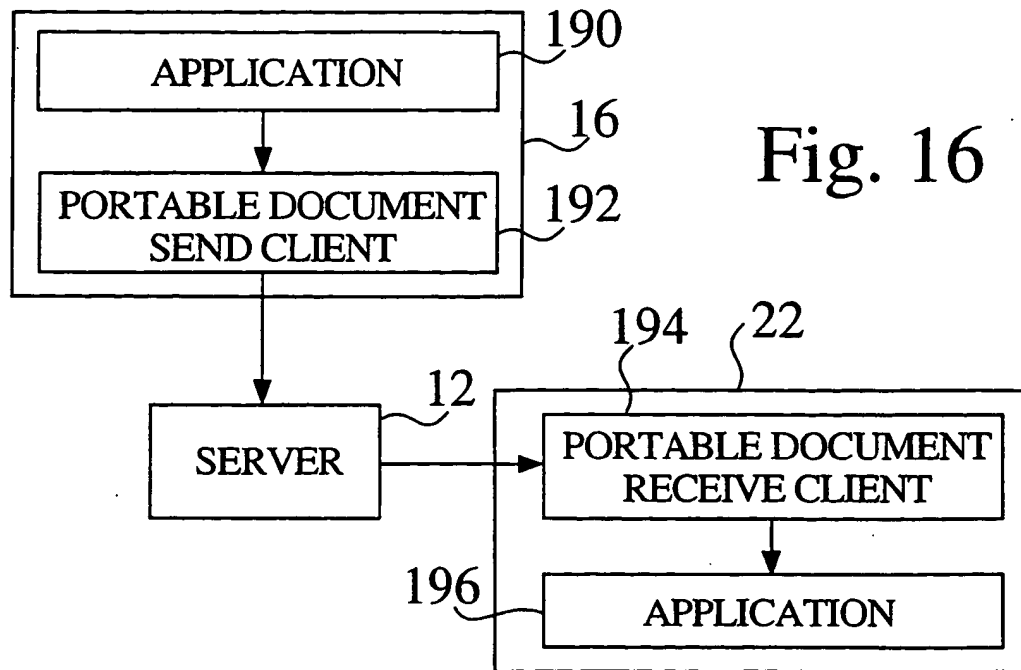 190
APPLICATION
16
Fig. 16
PORTABLE DOCUMENT
SEND CLIENT
192
194
22
12
SERVER
PORTABLE DOCUMENT
RECEIVE CLIENT
196
APPLICATION